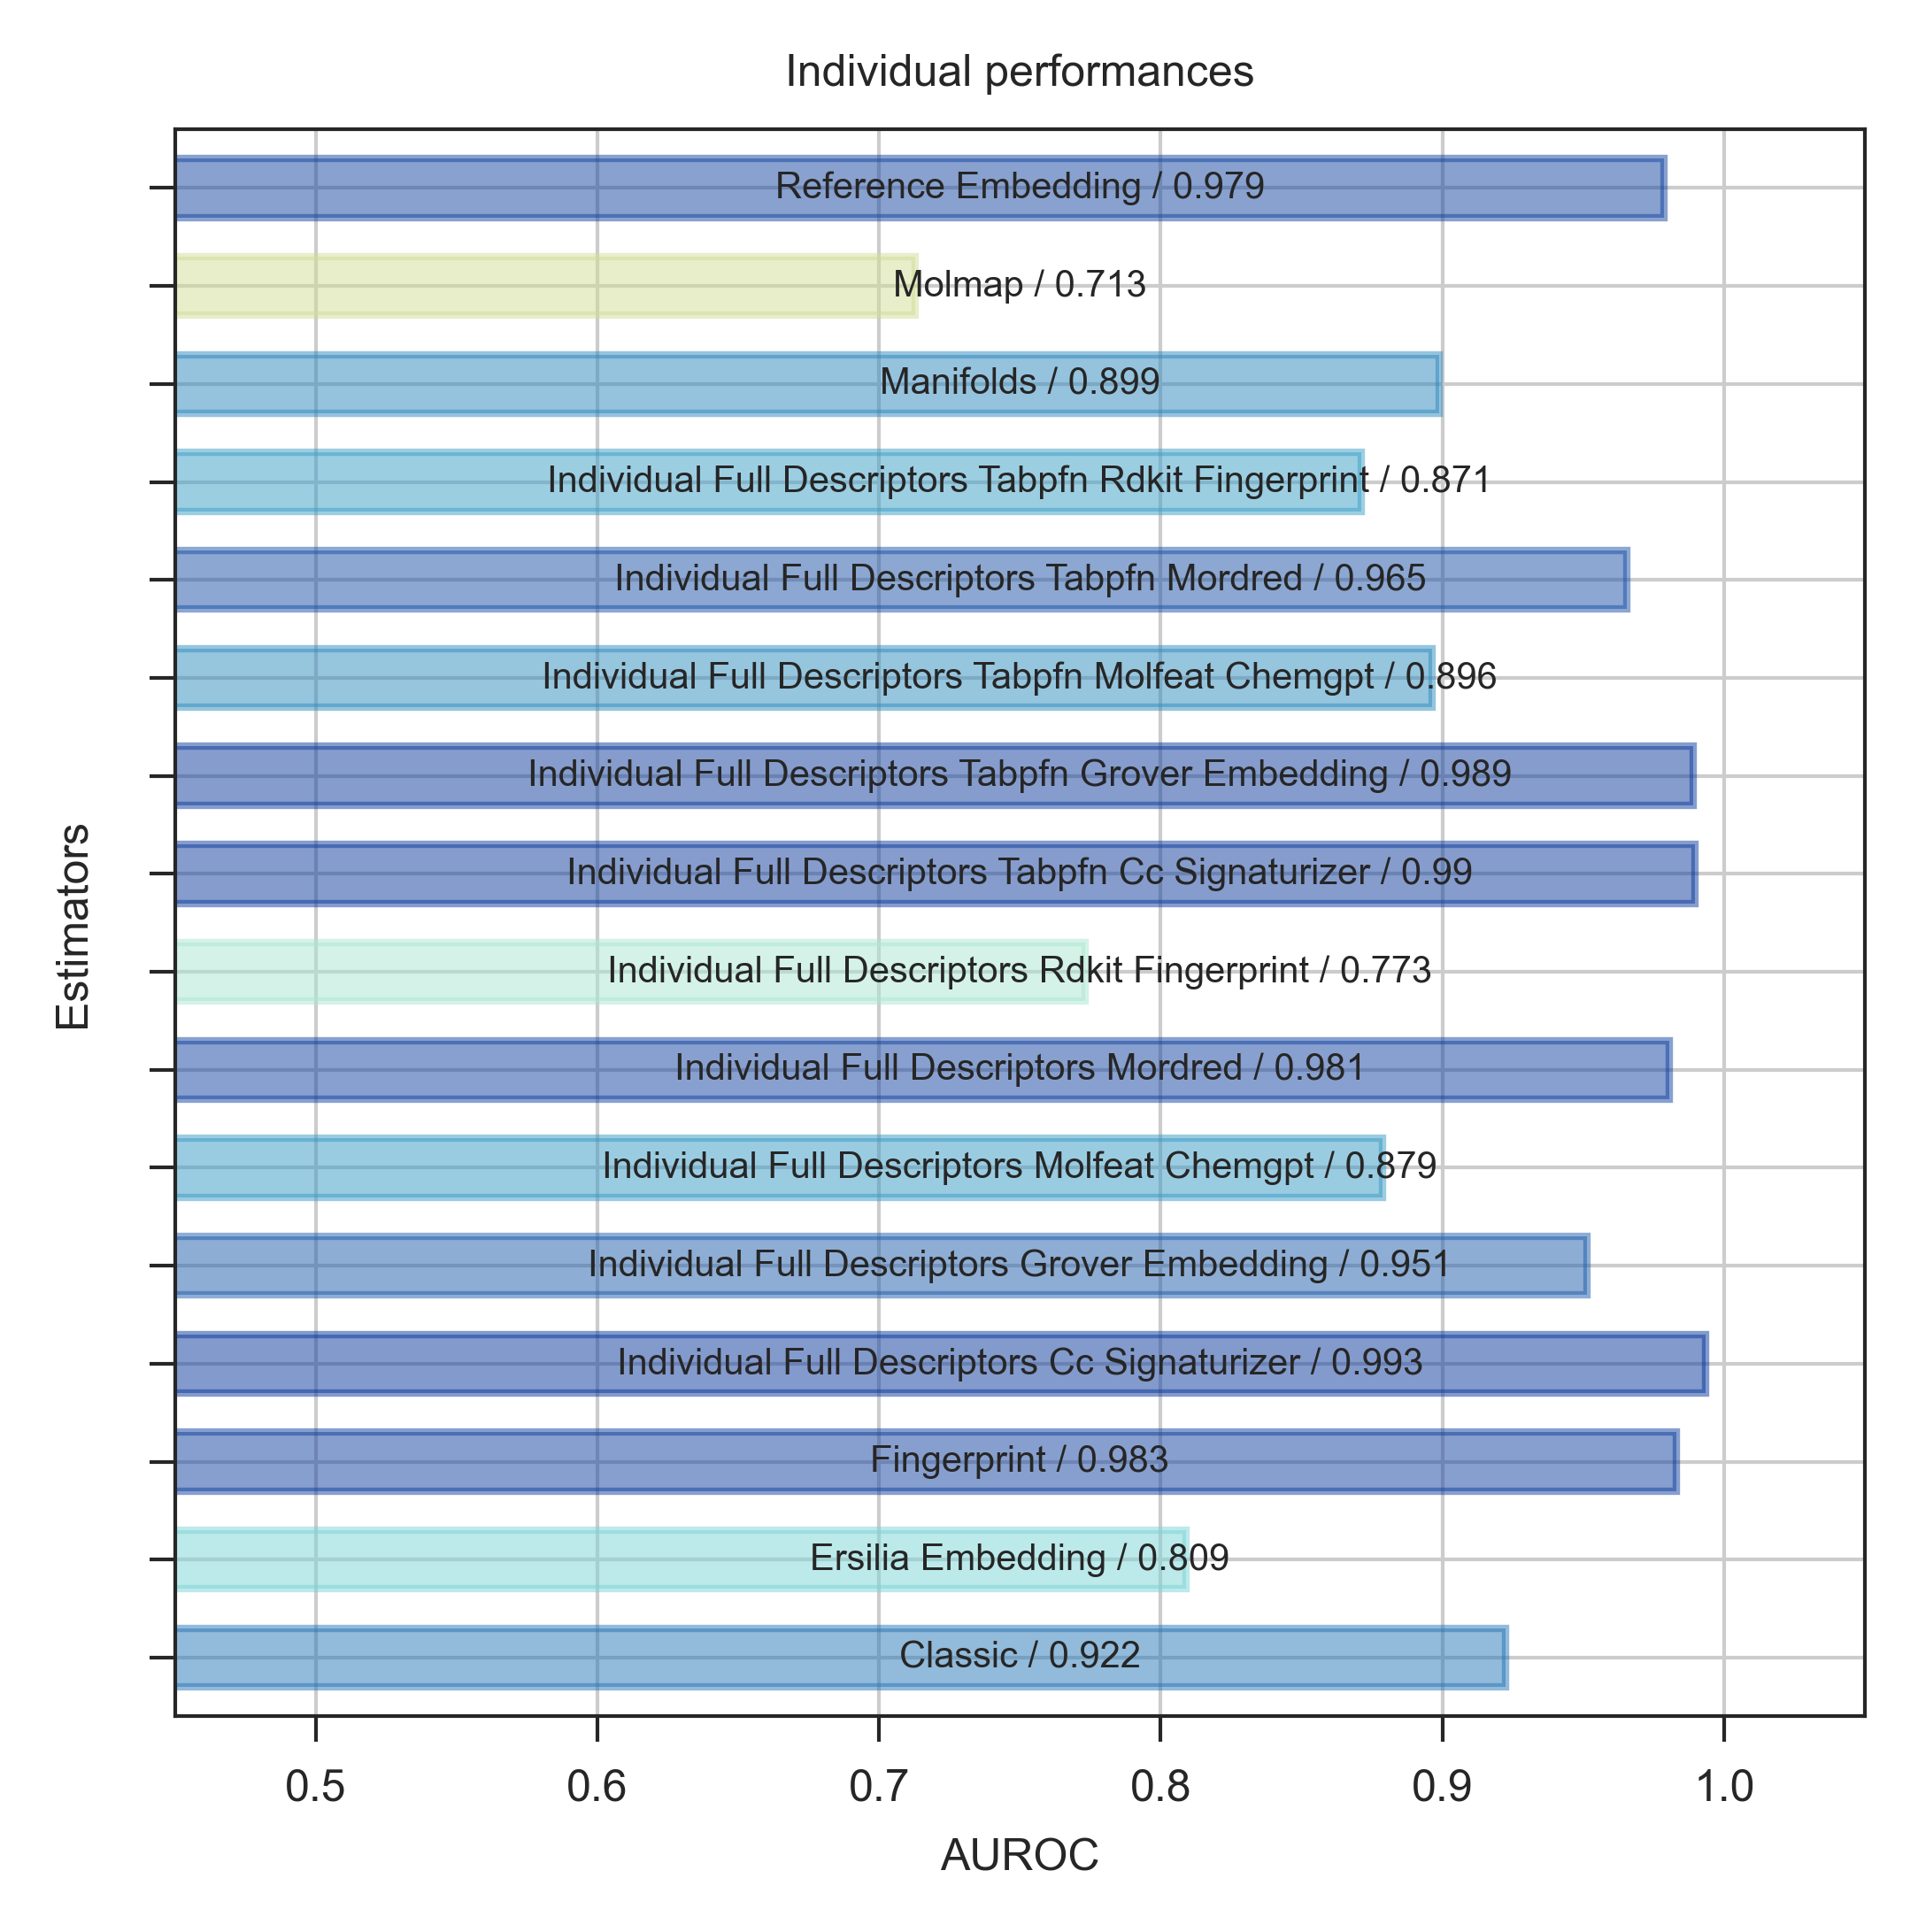 Individual performances
Reference Embedding / 0.979
Molmap / 0.713
Manifolds / 0.899
Individual Full Descriptors Tabpfn Rdkit Fingerprint / 0.871
Individual Full Descriptors Tabpfn Mordred / 0.965
Individual Full Descriptors Tabpfn Molfeat Chemgpt / 0.896
Individual Full Descriptors Tabpfn Grover Embedding / 0.989
Individual Full Descriptors Tabpfn Cc Signaturizer / 0.99
Individual Full Descriptors Rdkit Fingerprint / 0.773
Individual Full Descriptors Mordred / 0.981
Individual Full Descriptors Molfeat Chemgpt / 0.879
Individual Full Descriptors Grover Embedding / 0.951
Individual Full Descriptors Cc Signaturizer / 0.993
Fingerprint / 0.983
Ersilia Embedding / 0.809
Classic / 0.922
Estimators
0.5 0.6 0.7 0.8 0.9 1.0
AUROC